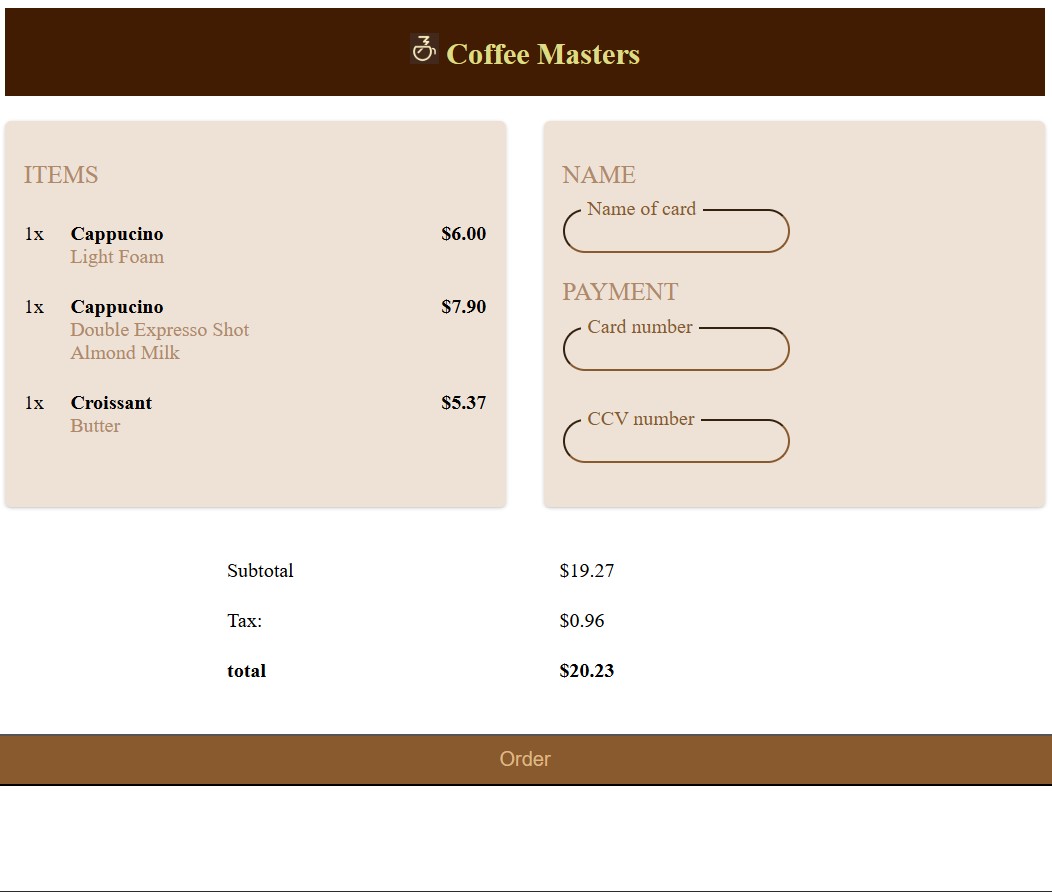 Coffee Masters
ITEMS
1x Cappucino $6.00
Light Foam
1x Cappucino $7.90
Double Expresso Shot
Almond Milk
1x Croissant $5.37
Butter
NAME
Name of card
PAYMENT
Card number
CCV number
Subtotal $19.27
Tax: $0.96
total $20.23
Order